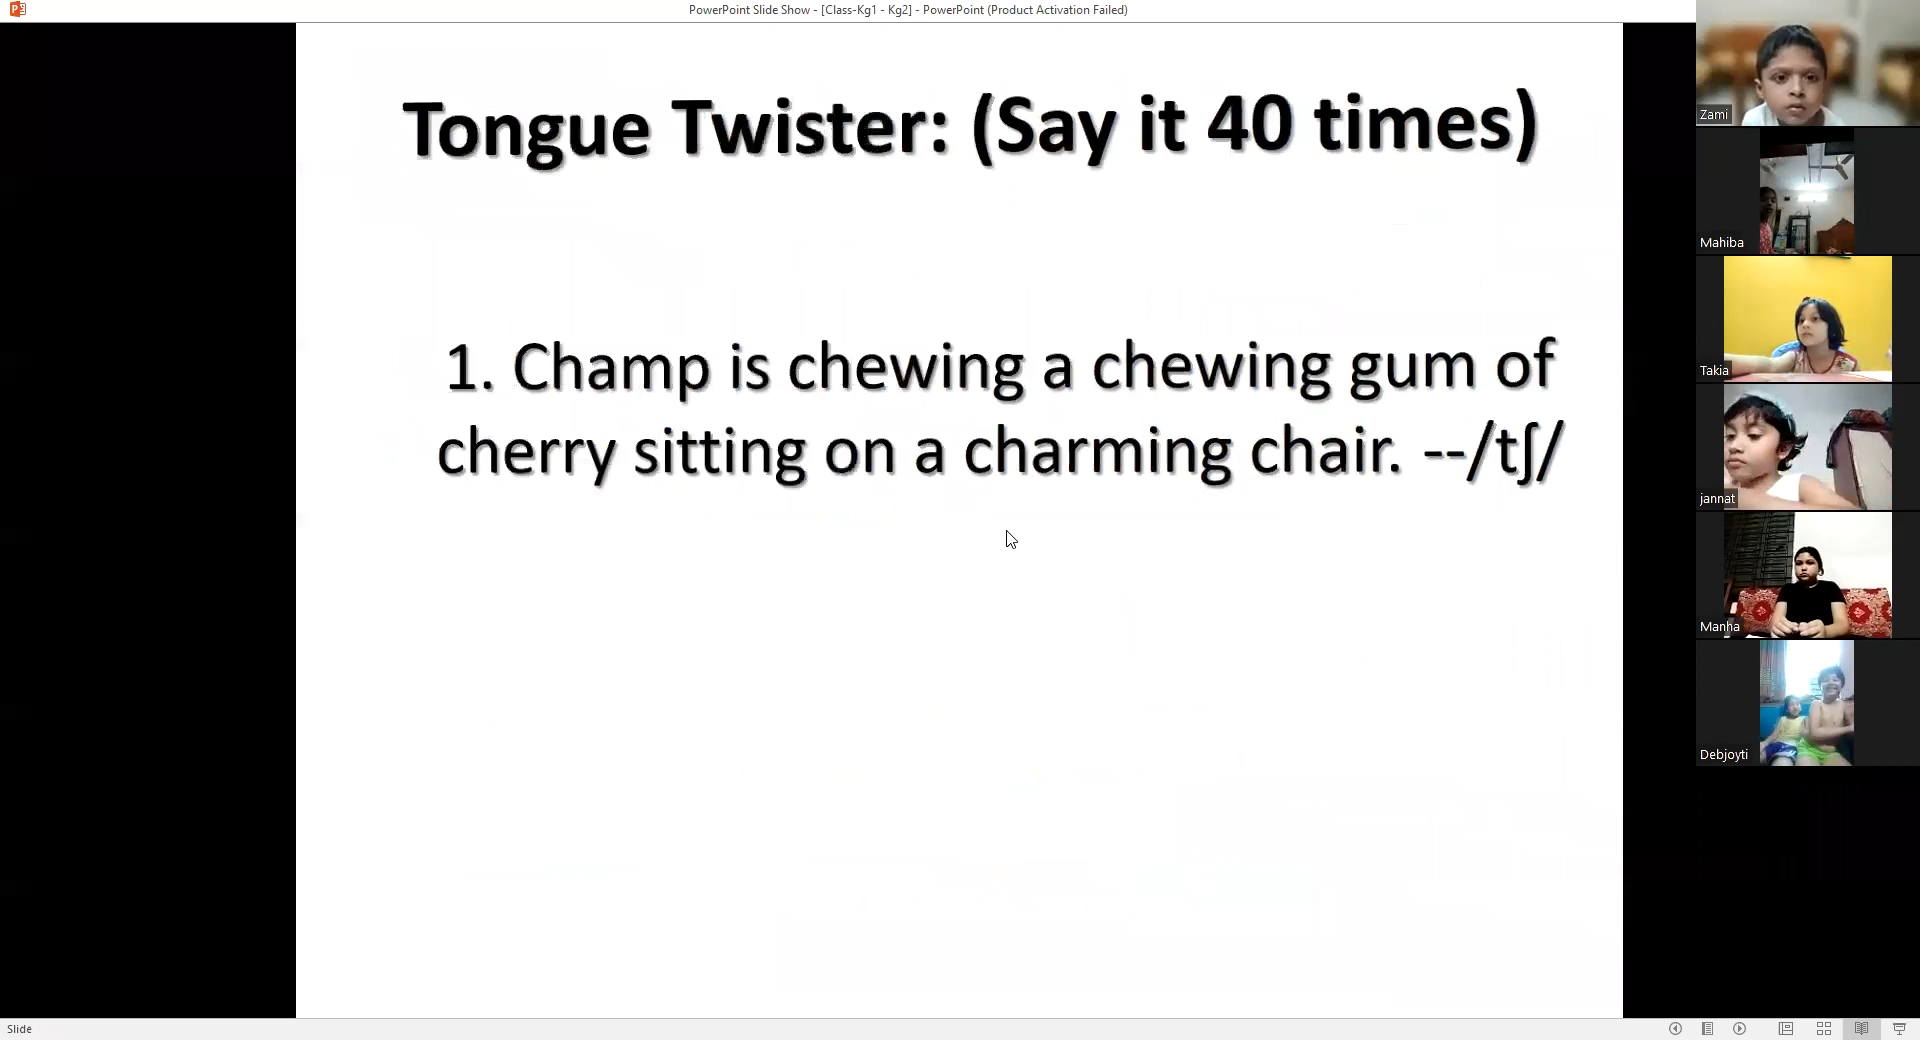 PowerPoint Slide Show - [Class-Kg1 - Kg2] - PowerPoint (Product Activation Failed)
Tongue Twister: (Say it 40 times)
1. Champ is chewing a chewing gum of
cherry sitting on a charming chair. --/tʃ/
Zami
Mahiba
Takia
jannat
Manha
Debjoyti
Slide